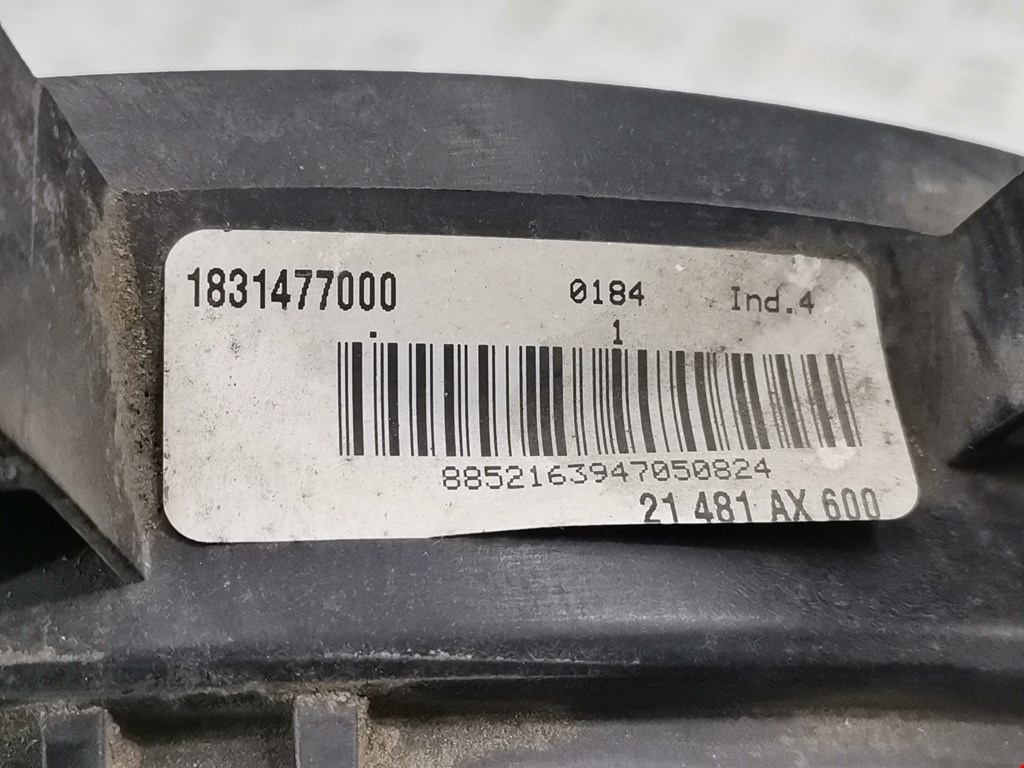 1831477000 0184 Ind.4
1
8852163947050824
21 481 AX 600